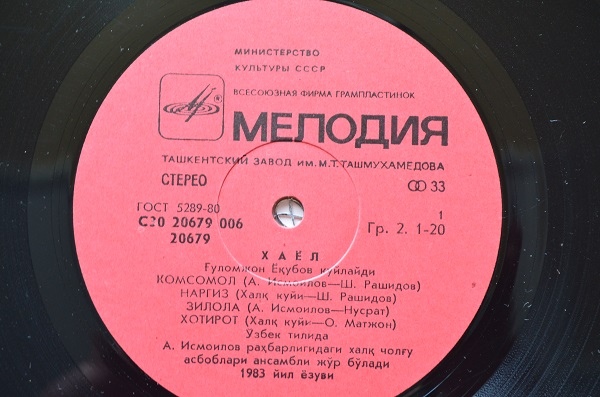 МИНИСТЕРСТВО
КУЛЬТУРЫ СССР
ВСЕСОЮЗНАЯ ФИРМА ГРАМПЛАСТИНОК
МЕЛОДИЯ
ТАШКЕНТСКИЙ ЗАВОД ИМ. М.Т.ТАШМУХАМЕДОВА
СТЕРЕО 33
ГОСТ 5289-80
С20 20679 006
20679
1
Гр. 2. 1-20
ХАЁЛ
Ғуломжон Ёқубов куйлайди
КОМСОМОЛ (А. Исмоилов—Ш. Рашидов)
НАРГИЗ (Халқ куйи—Ш. Рашидов)
ЗИЛОЛА (А. Исмоилов—Нусрат)
ХОТИРОТ (Халқ куйи—О. Матжон)
Ўзбек тилида
А. Исмоилов раҳбарлигидаги халқ чолғу
асбоблари ансамбли жўр бўлади
1983 йил ёзуви